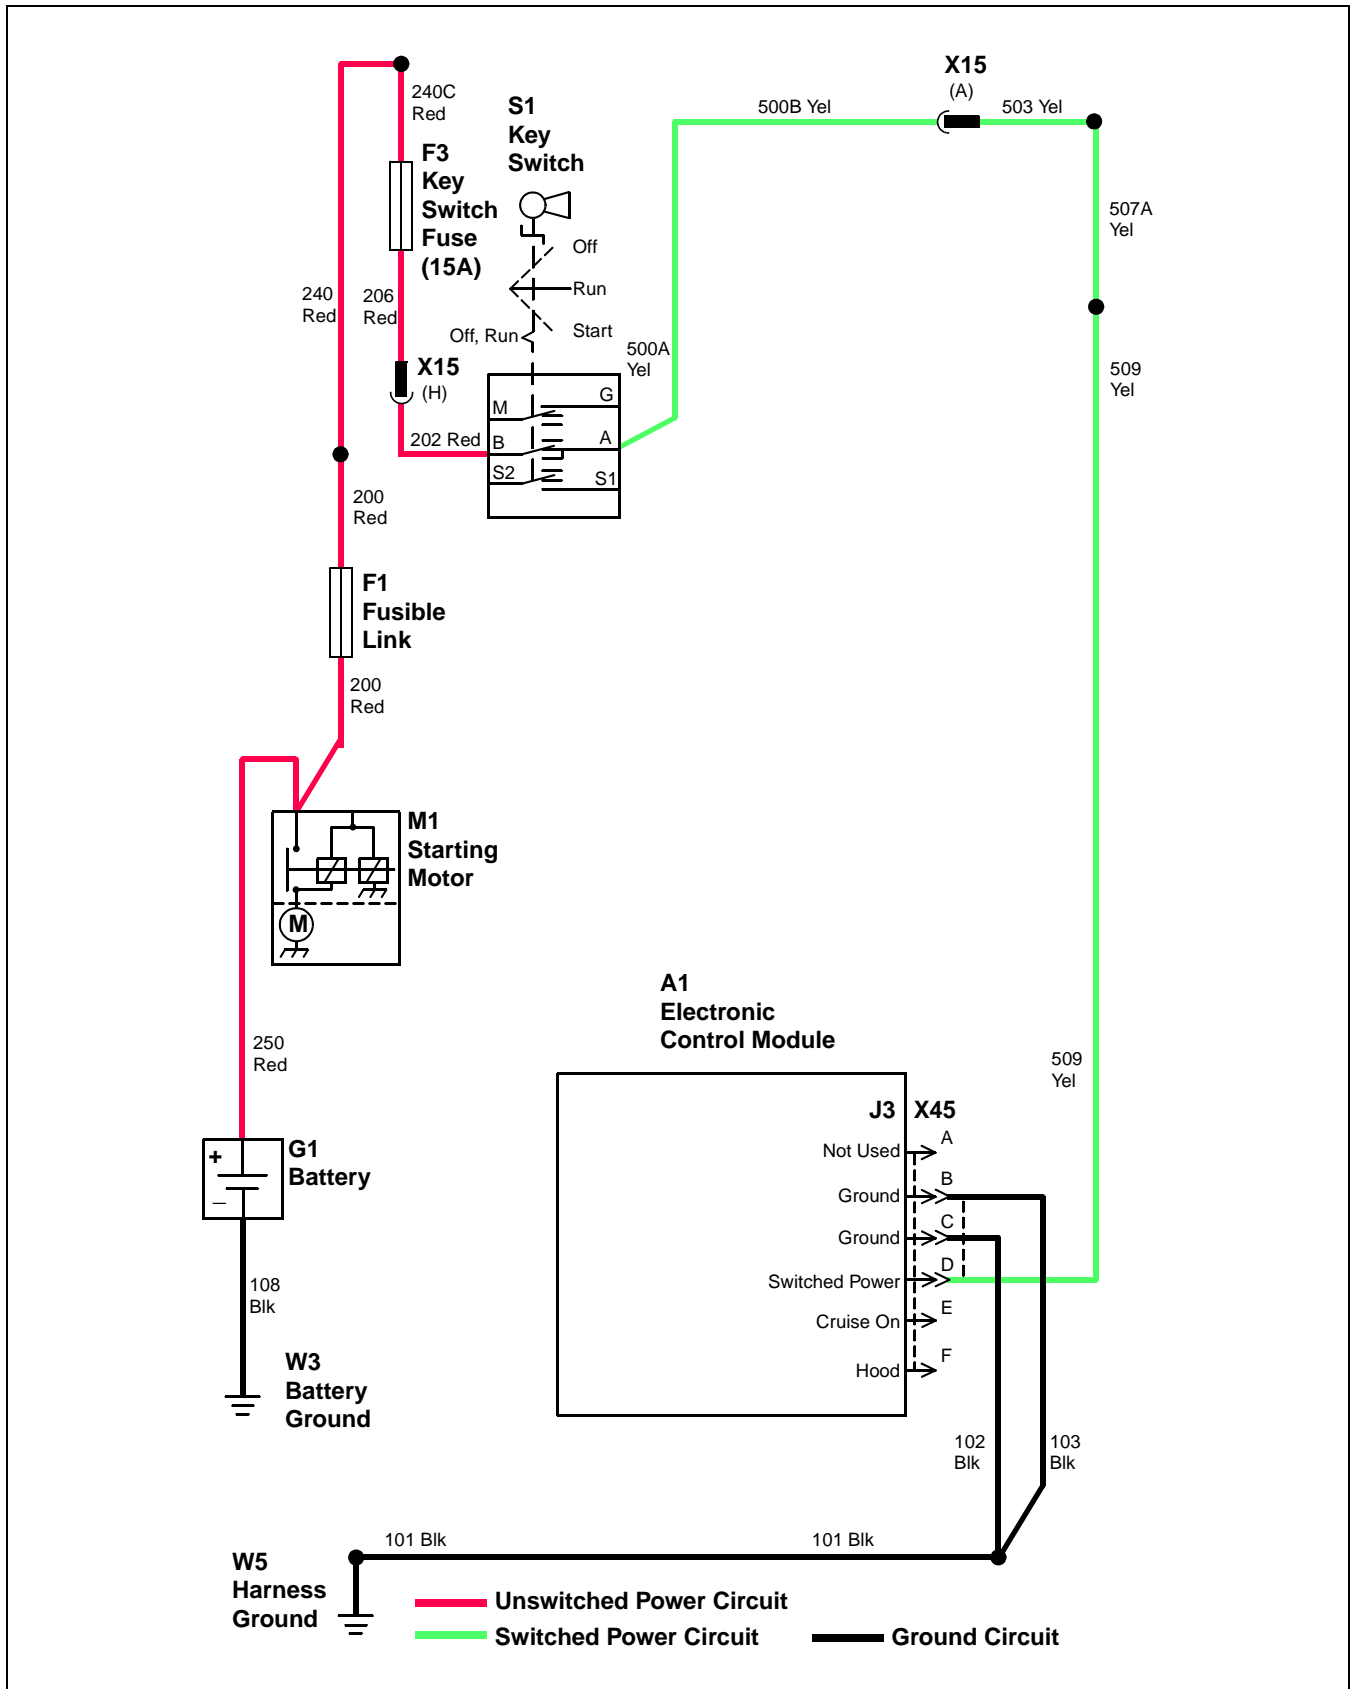 X15
(A)
240C
Red
S1
Key
Switch
500B Yel
503 Yel
F3
Key
Switch
Fuse
(15A)
507A
Yel
Off
Run
Start
Off, Run
240
Red
206
Red
X15
(H)
500A
Yel
509
Yel
M
G
202 Red
B
A
S2
S1
200
Red
F1
Fusible
Link
200
Red
M1
Starting
Motor
M
A1
Electronic
Control Module
250
Red
509
Yel
J3
X45
Not Used
A
Ground
B
Ground
C
Switched Power
D
Cruise On
E
Hood
F
+
–
G1
Battery
108
Blk
W3
Battery
Ground
102
Blk
103
Blk
101 Blk
101 Blk
W5
Harness
Ground
Unswitched Power Circuit
Switched Power Circuit
Ground Circuit